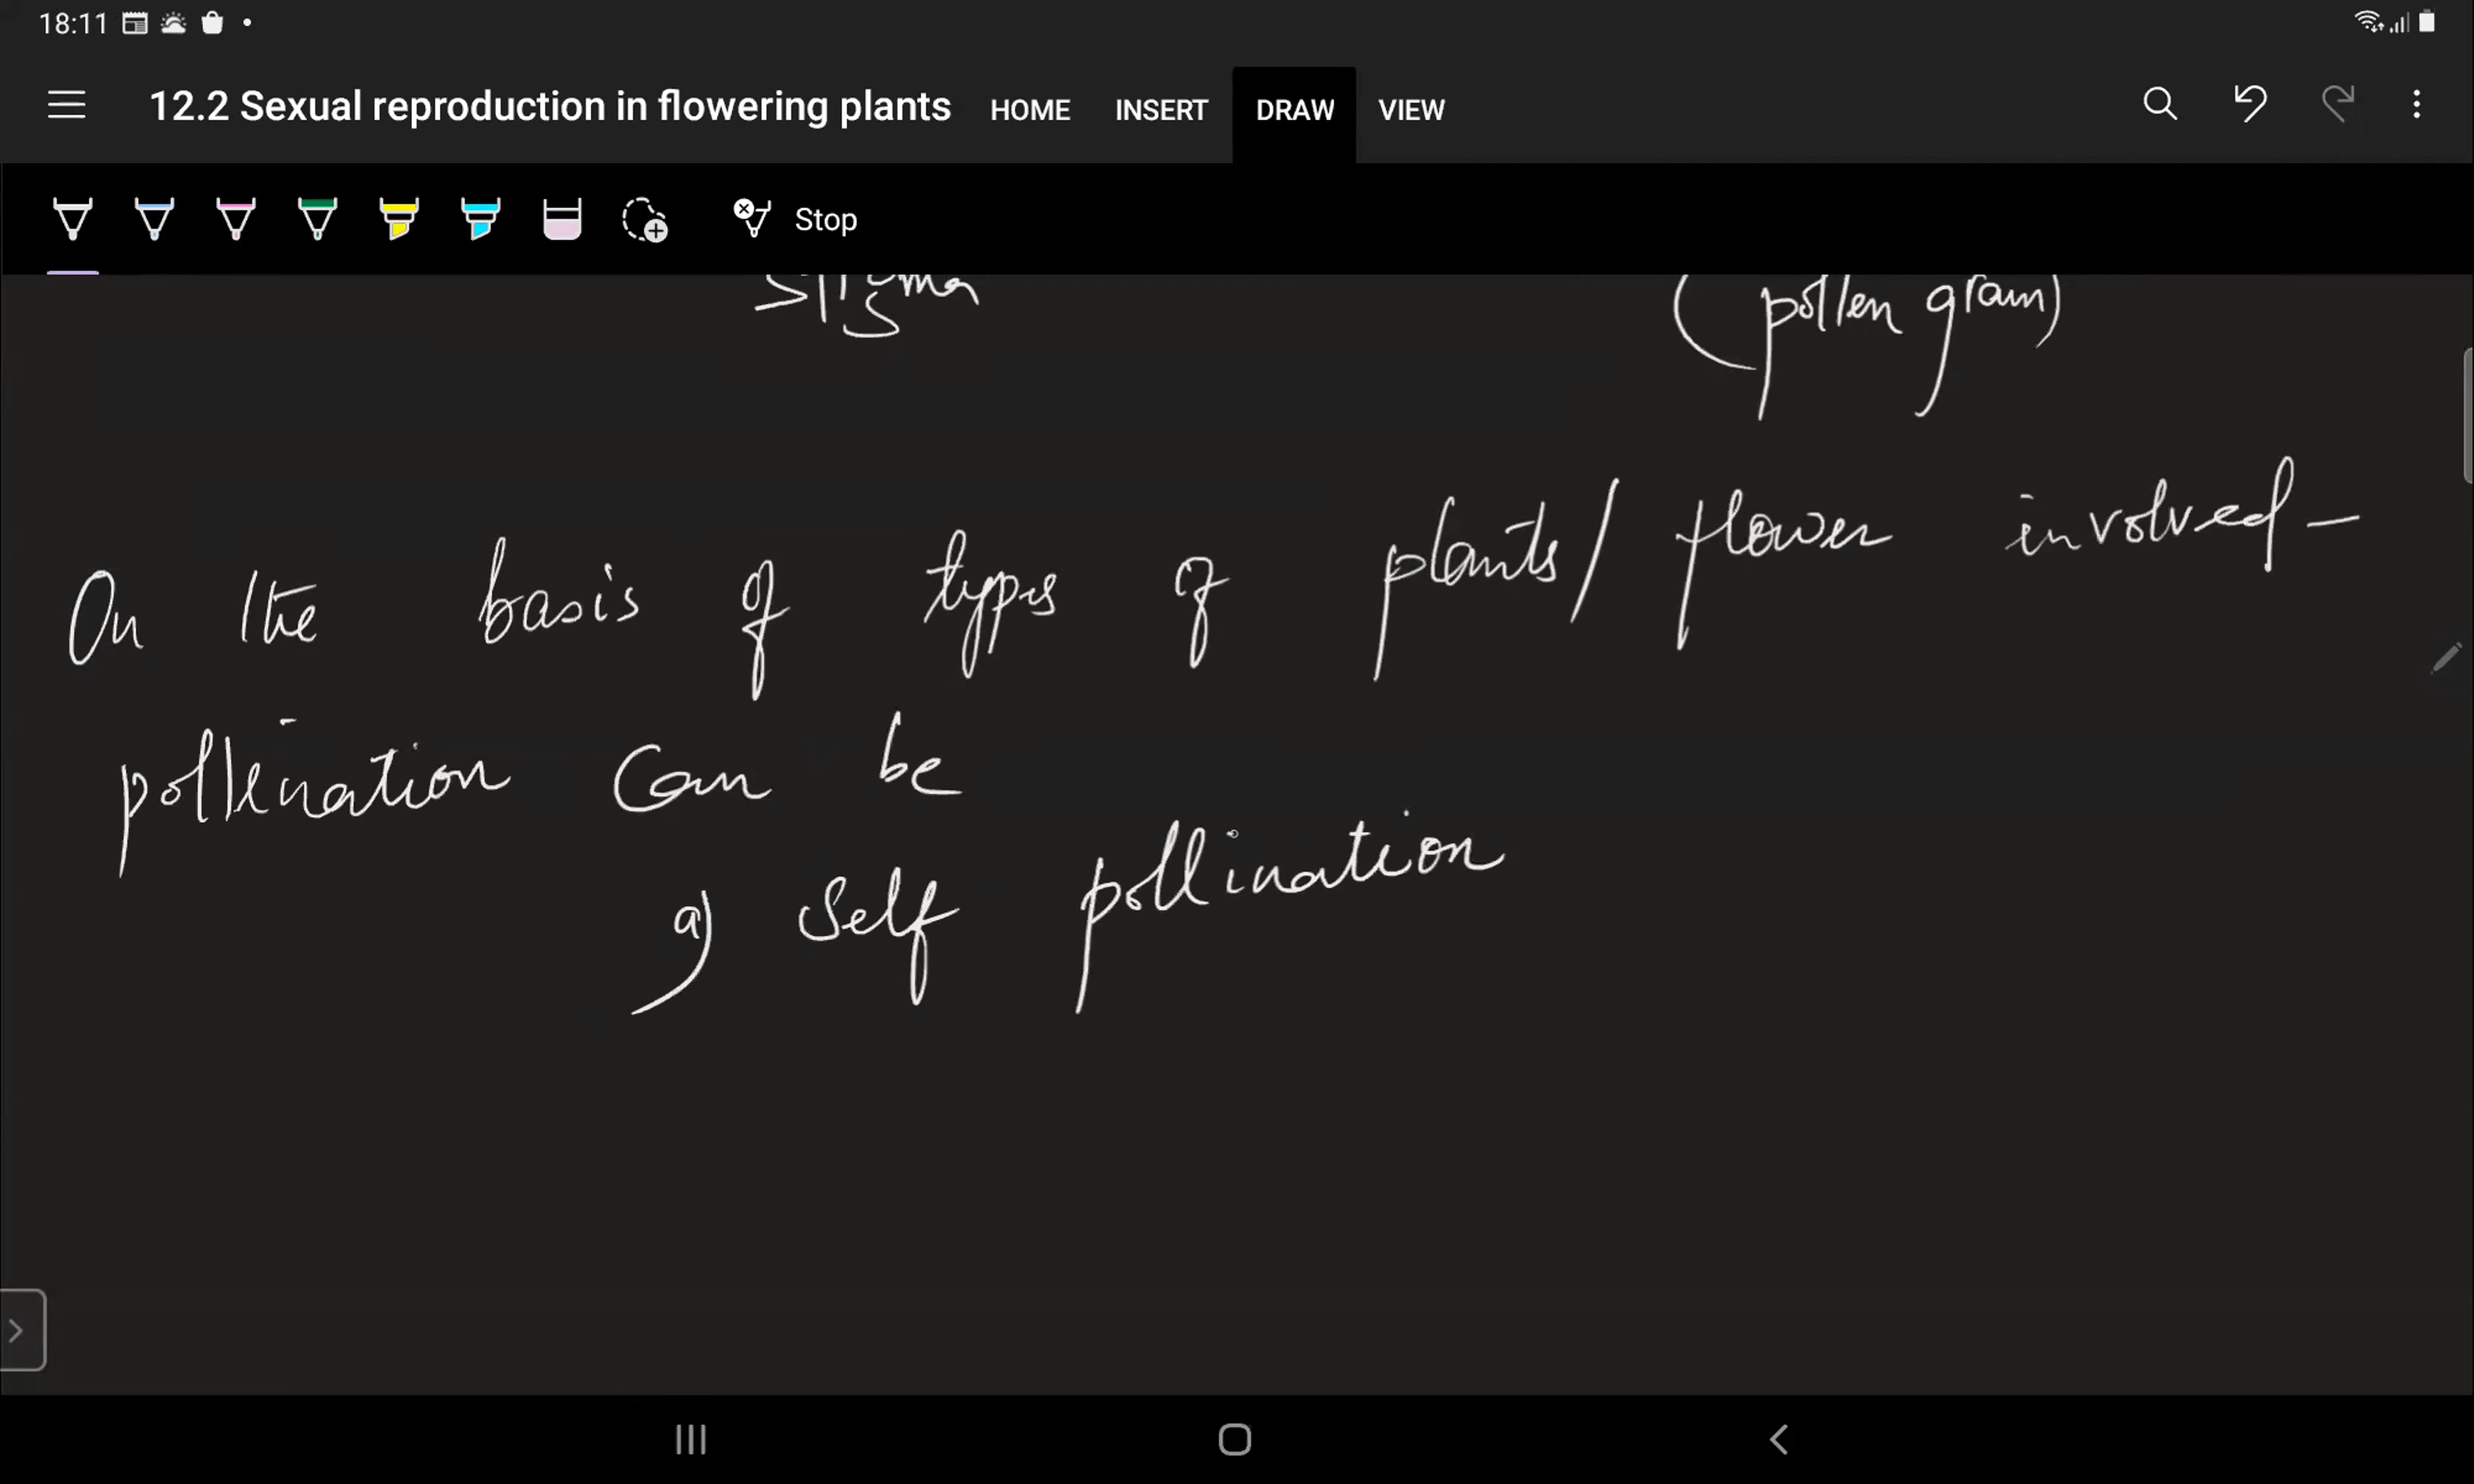 18:11
12.2 Sexual reproduction in flowering plants HOME INSERT DRAW VIEW
Stop
Stigma (pollen grain)
On the basis of types of plants/ flower involved-
pollination can be
a) Self pollination